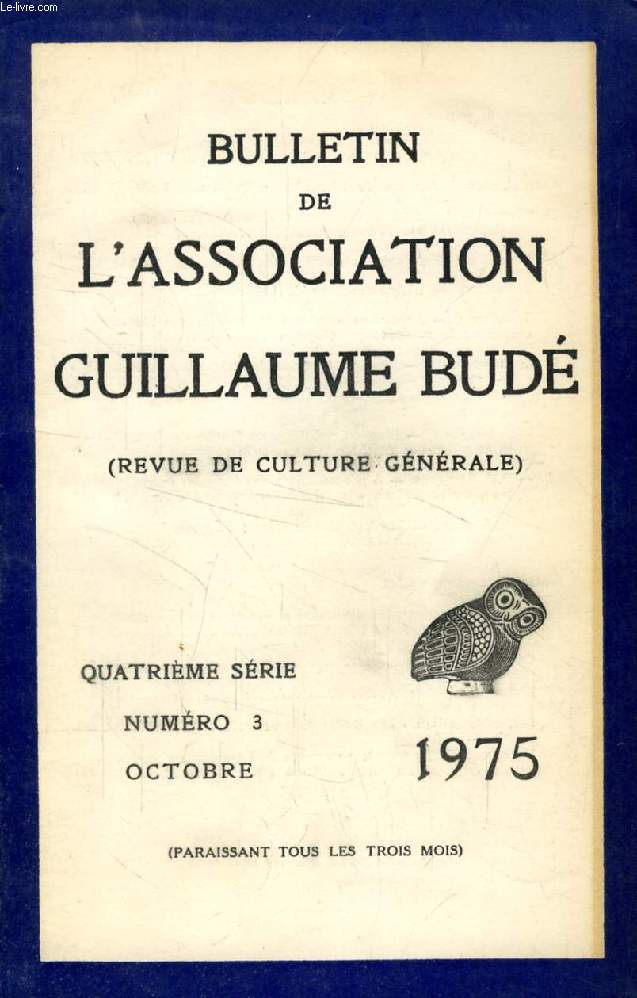 Le-livre.com
BULLETIN
DE
L'ASSOCIATION
GUILLAUME BUDÉ
(REVUE DE CULTURE GÉNÉRALE)
QUATRIÈME SÉRIE
NUMÉRO 3
OCTOBRE
1975
(PARAISSANT TOUS LES TROIS MOIS)